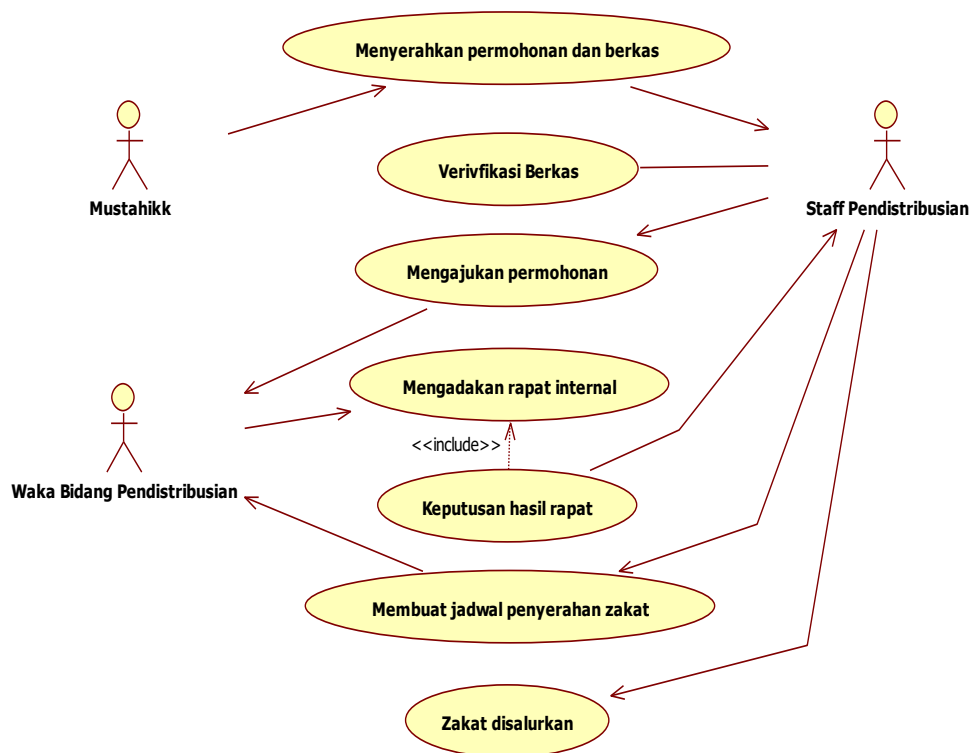 Menyerahkan permohonan dan berkas
Verivfikasi Berkas
Mustahikk
Staff Pendistribusian
Mengajukan permohonan
Mengadakan rapat internal
<<include>>
Waka Bidang Pendistribusian
Keputusan hasil rapat
Membuat jadwal penyerahan zakat
Zakat disalurkan